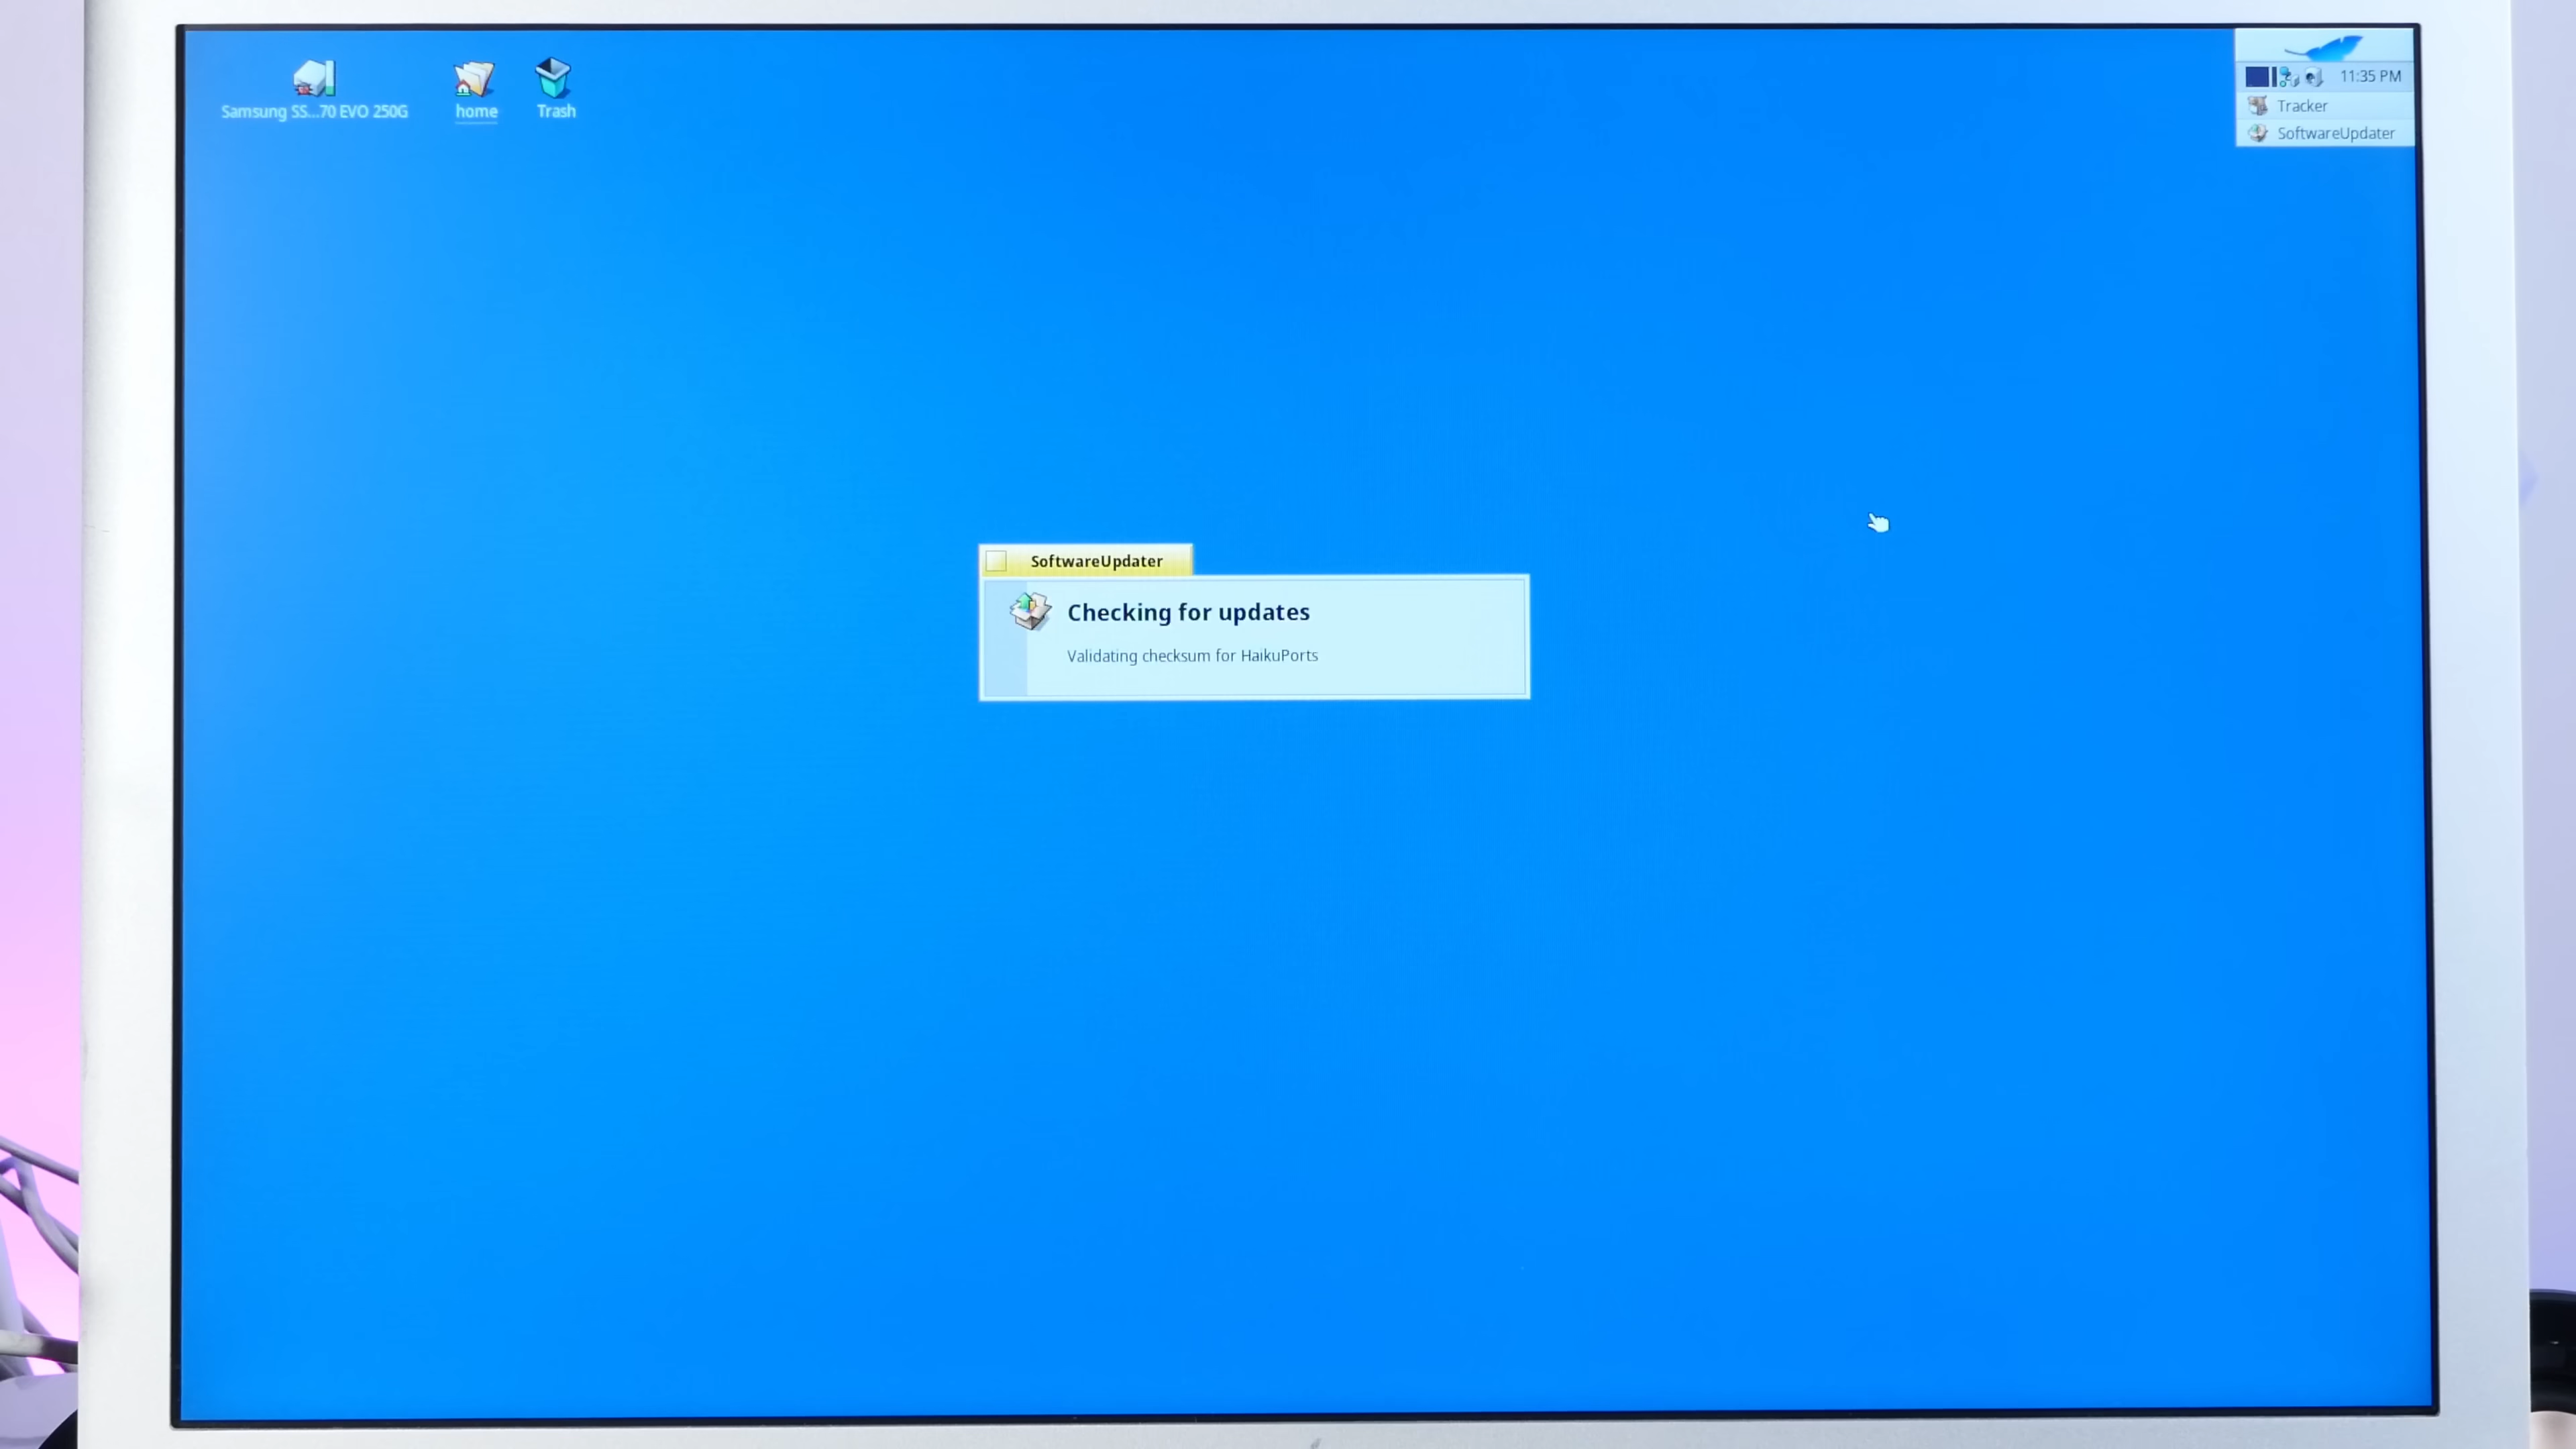 Samsung SS...70 EVO 250G
home
Trash
11:35 PM
Tracker
SoftwareUpdater
SoftwareUpdater
Checking for updates
Validating checksum for HaikuPorts